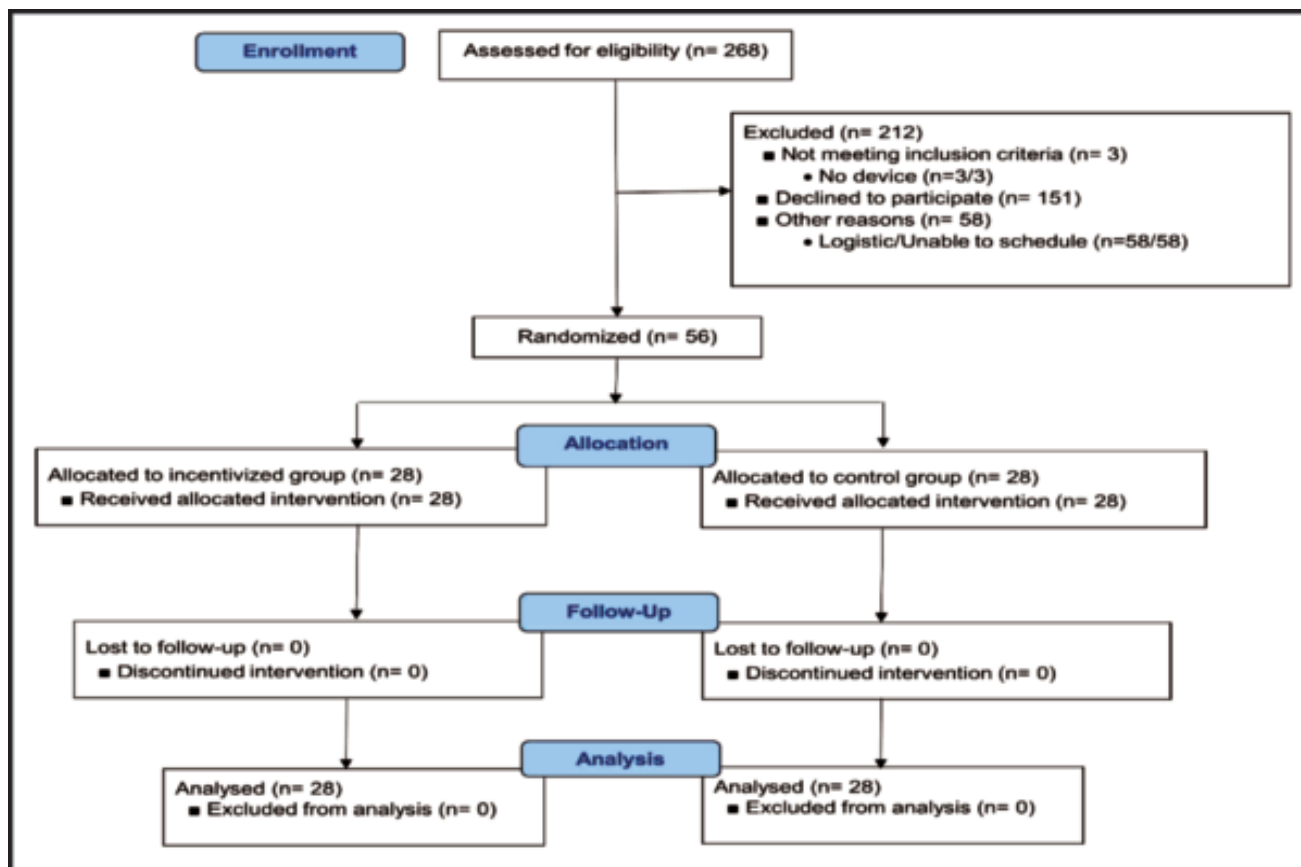 Enrollment
Assessed for eligibility (n= 268)
Excluded (n= 212)
■ Not meeting inclusion criteria (n= 3)
• No device (n=3/3)
■ Declined to participate (n= 151)
■ Other reasons (n= 58)
• Logistic/Unable to schedule (n=58/58)
Randomized (n= 56)
Allocation
Allocated to incentivized group (n= 28)
■ Received allocated intervention (n= 28)
Allocated to control group (n= 28)
■ Received allocated intervention (n= 28)
Follow-Up
Lost to follow-up (n= 0)
■ Discontinued intervention (n= 0)
Lost to follow-up (n= 0)
■ Discontinued intervention (n= 0)
Analysis
Analysed (n= 28)
■ Excluded from analysis (n= 0)
Analysed (n= 28)
■ Excluded from analysis (n= 0)